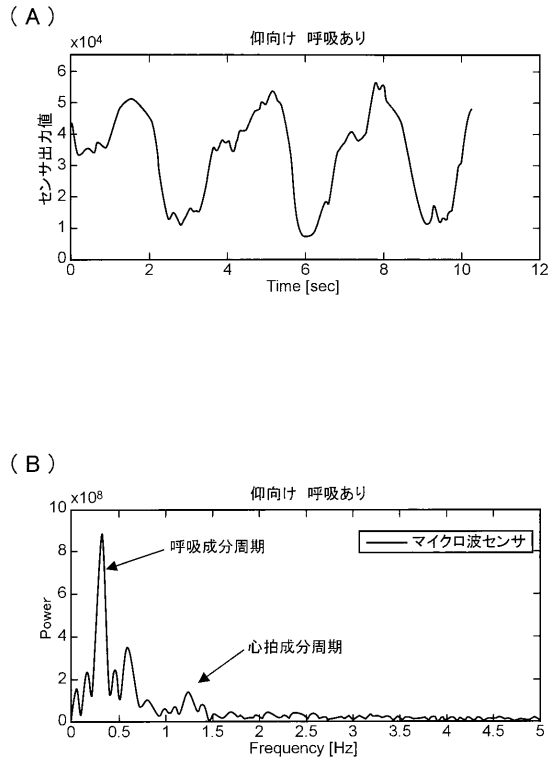 (A)
仰向け 呼吸あり
x10⁴
センサ出力値
6
5
4
3
2
1
0
0 2 4 6 8 10 12
Time [sec]
(B)
仰向け 呼吸あり
x10⁸
Power
10
8
6
4
2
0
呼吸成分周期
心拍成分周期
マイクロ波センサ
0 0.5 1 1.5 2 2.5 3 3.5 4 4.5 5
Frequency [Hz]